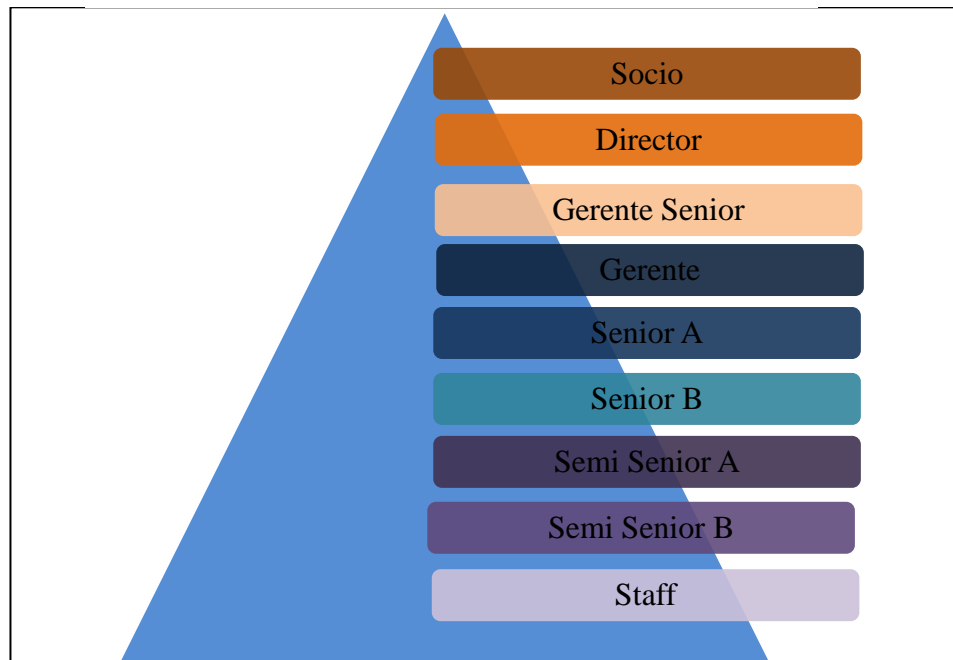 Socio
Director
Gerente Senior
Gerente
Senior A
Senior B
Semi Senior A
Semi Senior B
Staff